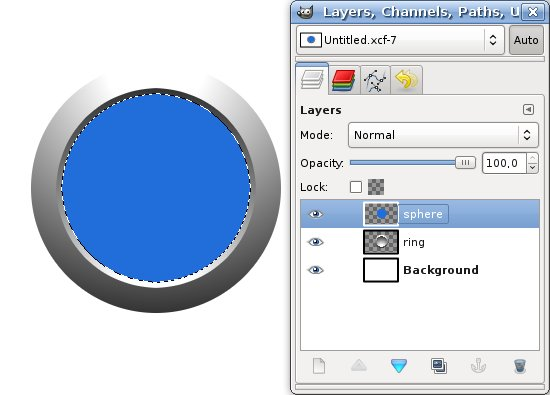 Layers, Channels, Paths, U
Untitled.xcf-7
Auto
Layers
Mode: Normal
Opacity: 100,0
Lock:
sphere
ring
Background